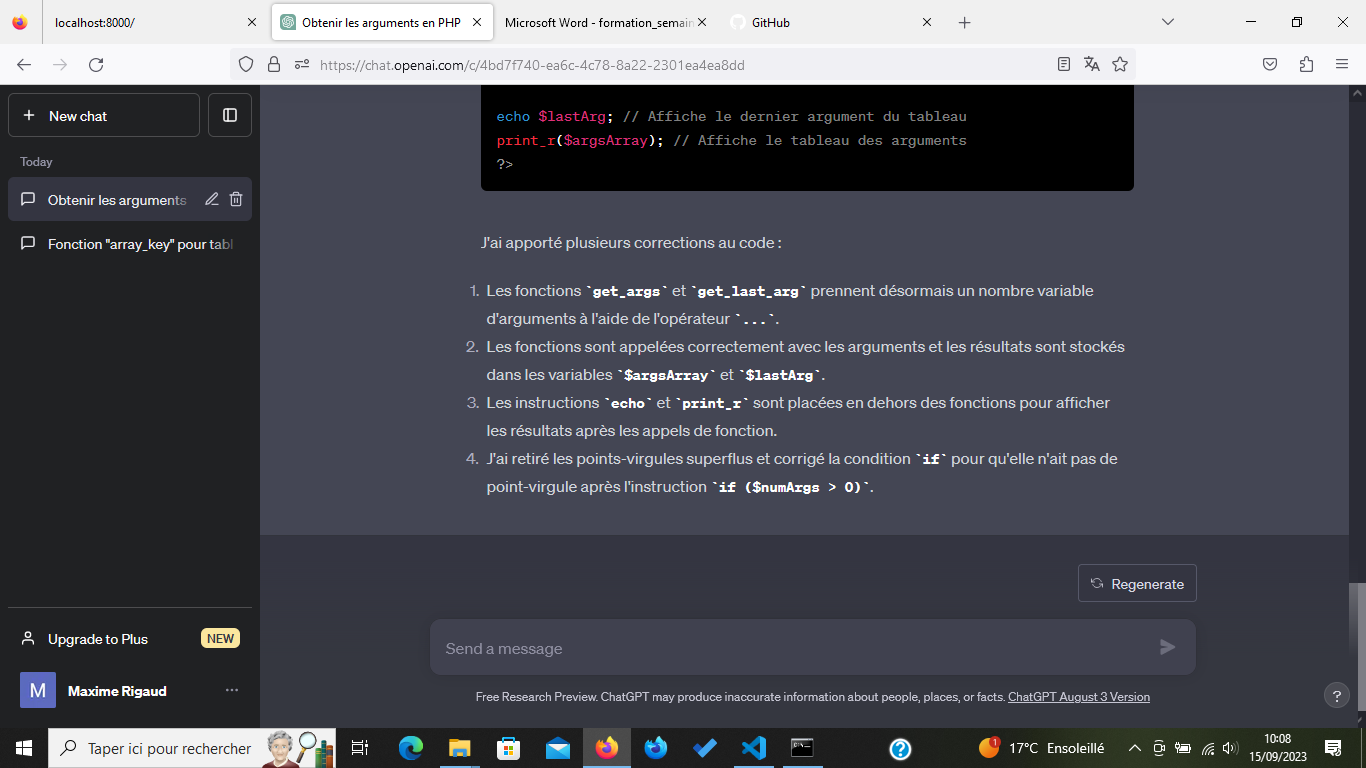 localhost:8000/
Obtenir les arguments en PHP
Microsoft Word - formation_semain
GitHub
https://chat.openai.com/c/4bd7f740-ea6c-4c78-8a22-2301ea4ea8dd
New chat
Today
Obtenir les arguments
Fonction "array_key" pour tabl
echo $lastArg; // Affiche le dernier argument du tableau
print_r($argsArray); // Affiche le tableau des arguments
?>
J'ai apporté plusieurs corrections au code :
1. Les fonctions `get_args` et `get_last_arg` prennent désormais un nombre variable
d'arguments à l'aide de l'opérateur `...`.
2. Les fonctions sont appelées correctement avec les arguments et les résultats sont stockés
dans les variables `$argsArray` et `$lastArg`.
3. Les instructions `echo` et `print_r` sont placées en dehors des fonctions pour afficher
les résultats après les appels de fonction.
4. J'ai retiré les points-virgules superflus et corrigé la condition `if` pour qu'elle n'ait pas de
point-virgule après l'instruction `if ($numArgs > 0)`.
Regenerate
Upgrade to Plus
NEW
Send a message
M
Maxime Rigaud
Free Research Preview. ChatGPT may produce inaccurate information about people, places, or facts. ChatGPT August 3 Version
?
Taper ici pour rechercher
1
17°C Ensoleillé
10:08
15/09/2023